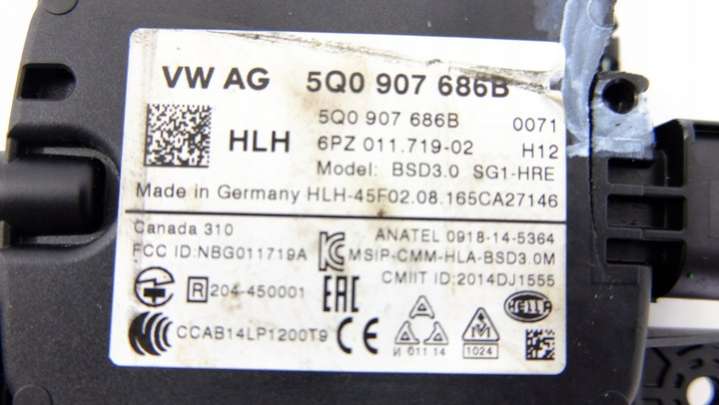 VW AG 5Q0 907 686B
5Q0 907 686B 0071
HLH 6PZ 011.719-02 H12
Model: BSD3.0 SG1-HRE
Made in Germany HLH-45F02.08.165CA27146
Canada 310 ANATEL 0918-14-5364
FCC ID:NBG011719A MSIP-CMM-HLA-BSD3.0M
CMIIT ID:2014DJ1555
R 204-450001 EAC HELLA
CCAB14LP1200T9 CE И 011 14 1024